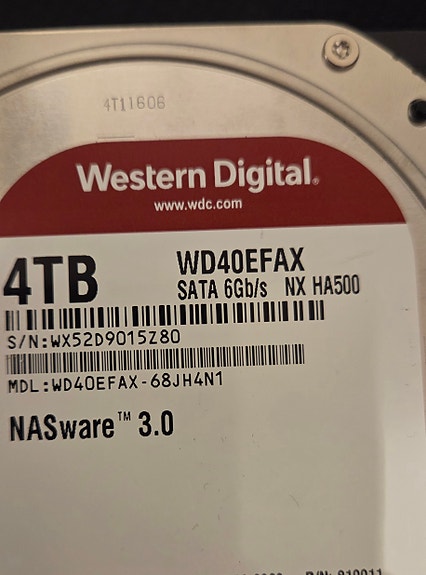 4T11606
Western Digital®
www.wdc.com
4TB WD40EFAX
SATA 6Gb/s NX HA500
S/N:WX52D9015Z80
MDL:WD40EFAX-68JH4N1
NASware™ 3.0